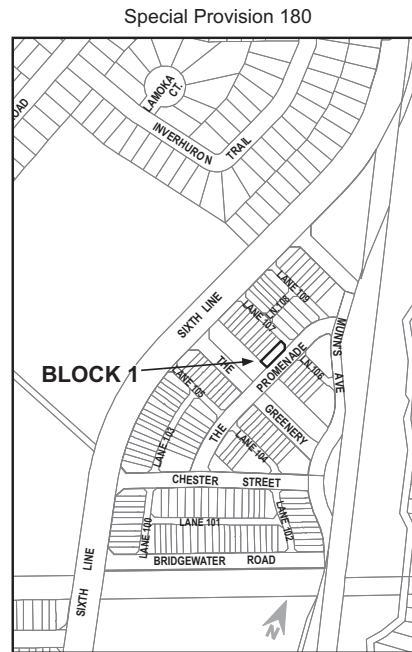 Special Provision 180
LAMOKA
CT.
OAD
INVERHURON
TRAIL
SIXTH LINE
LANE 109
LN 108
LANE 107
MUNN'S
AVE
BLOCK 1
THE
PROMENADE
LN 106
LANE 105
THE
GREENERY
LANE 103
LANE 104
CHESTER STREET
LANE 100
LANE 101
LANE 102
BRIDGEWATER ROAD
SIXTH LINE
N